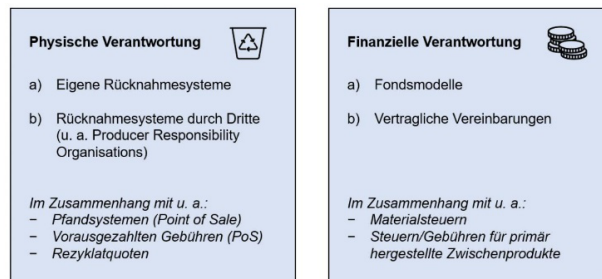 Physische Verantwortung
a) Eigene Rücknahmesysteme
b) Rücknahmesysteme durch Dritte
(u. a. Producer Responsibility
Organisations)
Im Zusammenhang mit u. a.:
− Pfandsystemen (Point of Sale)
− Vorausgezahlten Gebühren (PoS)
− Rezyklatquoten
Finanzielle Verantwortung
a) Fondsmodelle
b) Vertragliche Vereinbarungen
Im Zusammenhang mit u. a.:
− Materialsteuern
− Steuern/Gebühren für primär
hergestellte Zwischenprodukte